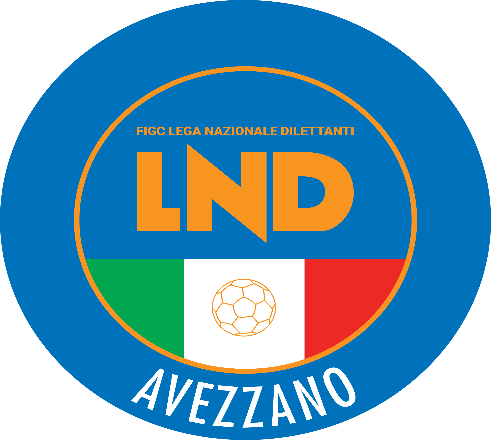 FIGC LEGA NAZIONALE DILETTANTI
LND
AVEZZANO